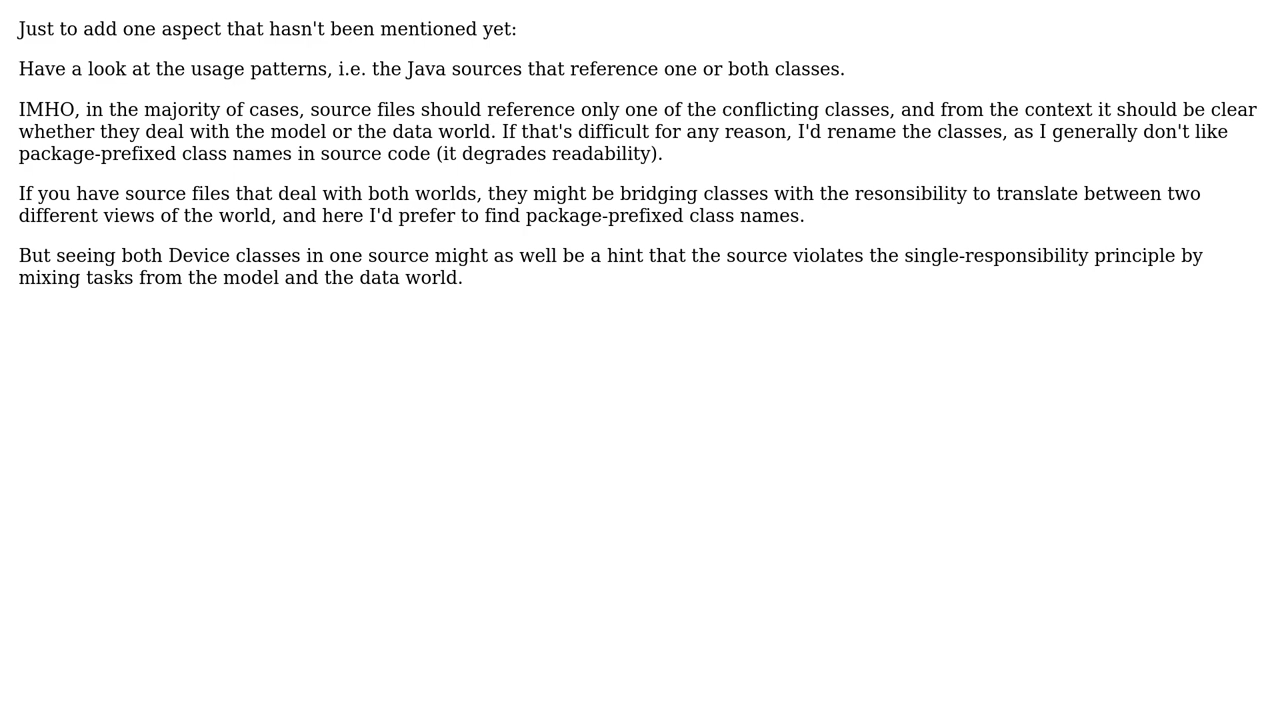 Just to add one aspect that hasn't been mentioned yet:
Have a look at the usage patterns, i.e. the Java sources that reference one or both classes.
IMHO, in the majority of cases, source files should reference only one of the conflicting classes, and from the context it should be clear
whether they deal with the model or the data world. If that's difficult for any reason, I'd rename the classes, as I generally don't like
package-prefixed class names in source code (it degrades readability).
If you have source files that deal with both worlds, they might be bridging classes with the resonsibility to translate between two
different views of the world, and here I'd prefer to find package-prefixed class names.
But seeing both Device classes in one source might as well be a hint that the source violates the single-responsibility principle by
mixing tasks from the model and the data world.